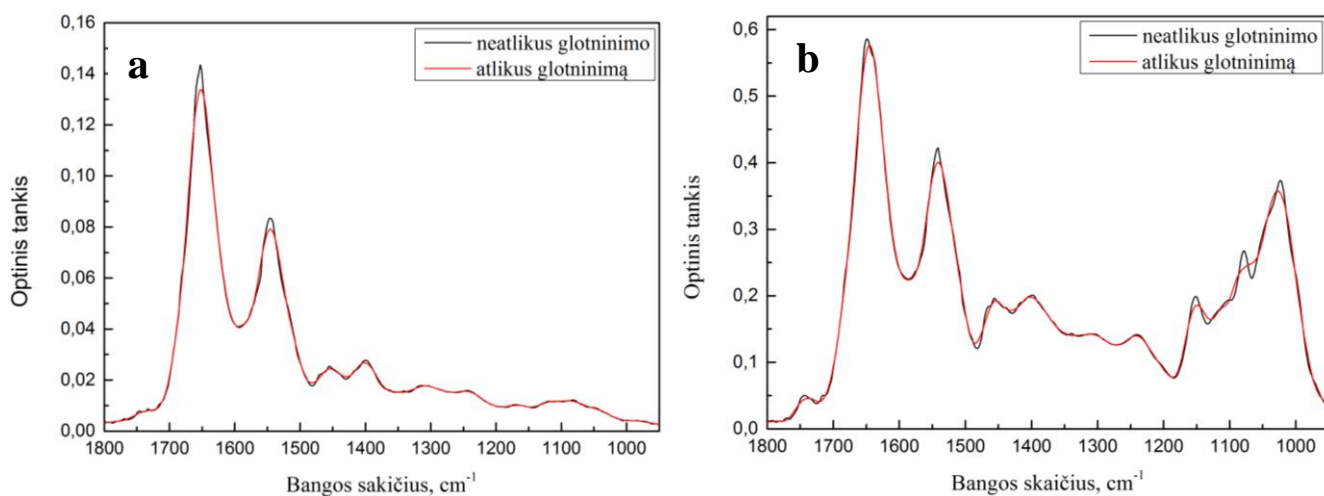 a
neatlikus glotninimo
atlikus glotninimą
0,16
0,14
0,12
0,10
0,08
0,06
0,04
0,02
0,00
Optinis tankis
1800 1700 1600 1500 1400 1300 1200 1100 1000
Bangos sakičius, cm⁻¹
b
neatlikus glotninimo
atlikus glotninimą
0,6
0,5
0,4
0,3
0,2
0,1
0,0
Optinis tankis
1800 1700 1600 1500 1400 1300 1200 1100 1000
Bangos skaičius, cm⁻¹